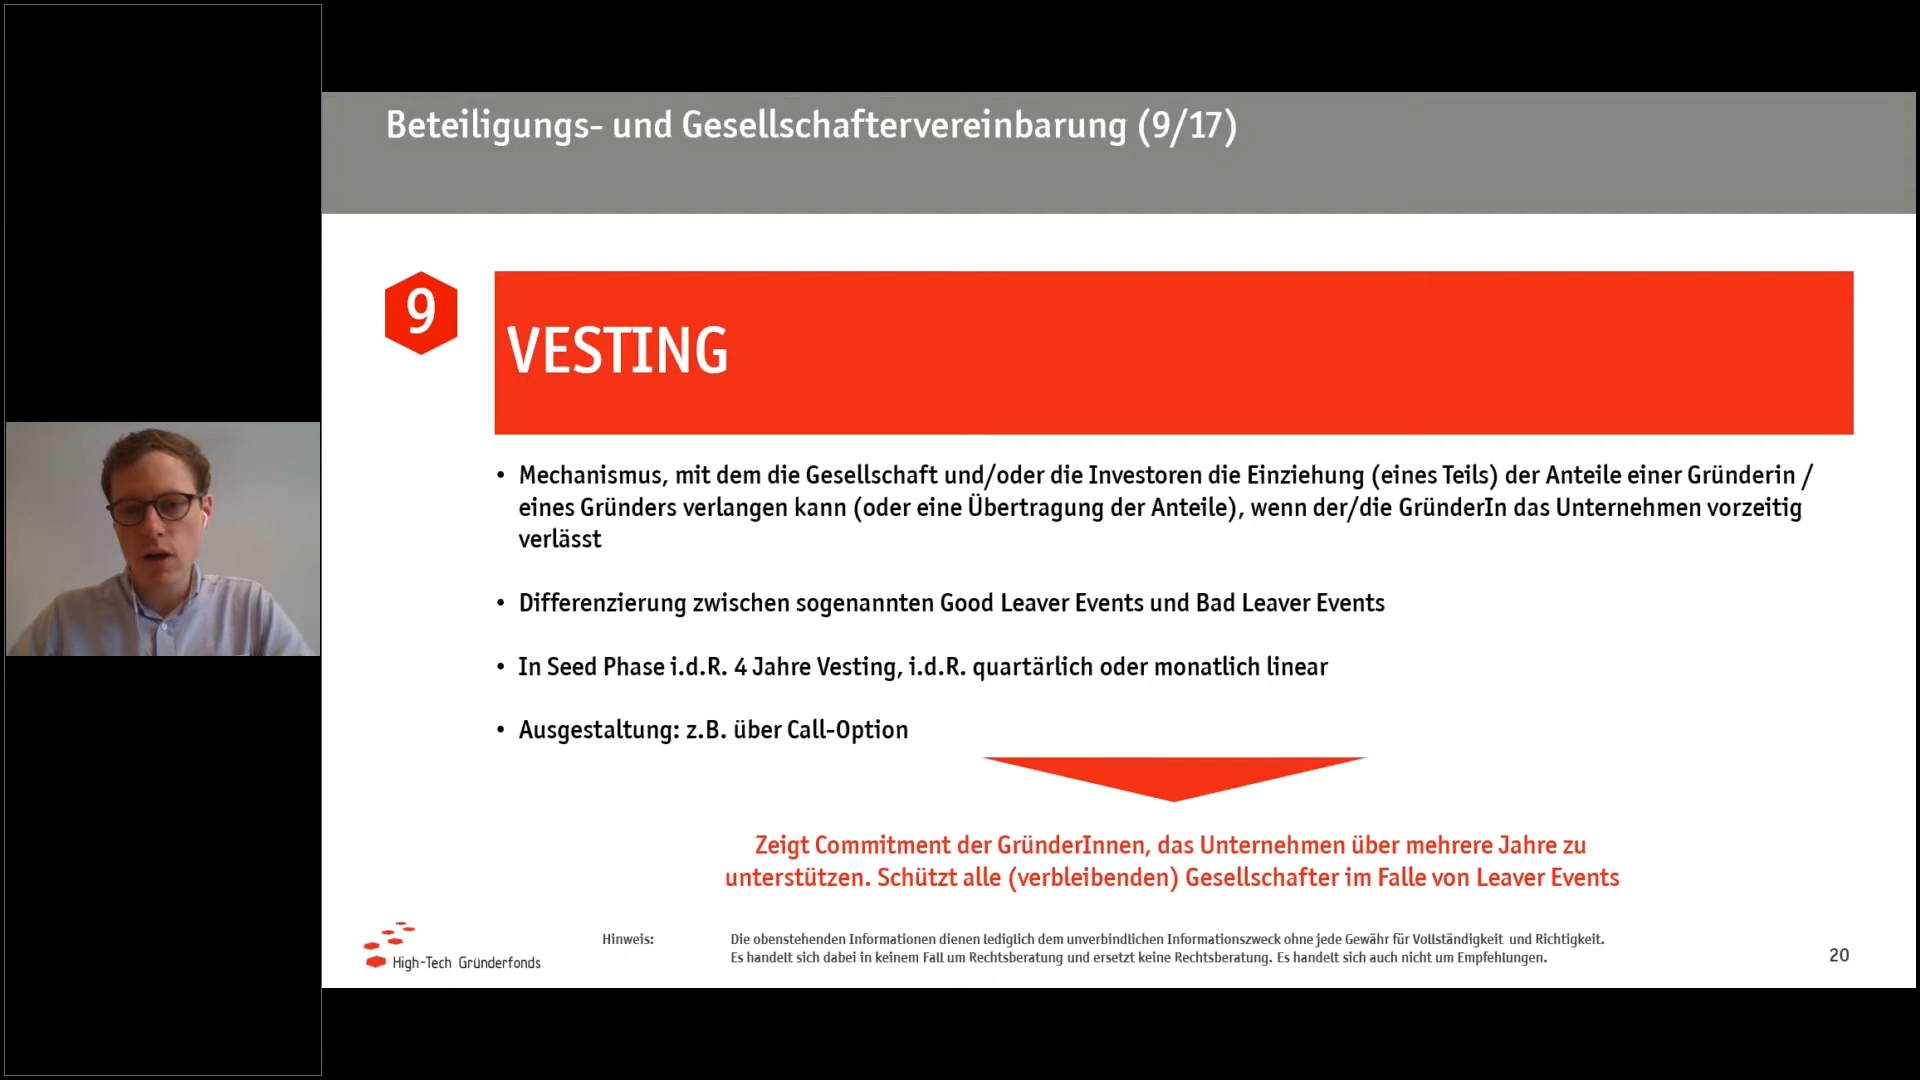 Beteiligungs- und Gesellschaftervereinbarung (9/17)
9
VESTING
• Mechanismus, mit dem die Gesellschaft und/oder die Investoren die Einziehung (eines Teils) der Anteile einer Gründerin /
eines Gründers verlangen kann (oder eine Übertragung der Anteile), wenn der/die GründerIn das Unternehmen vorzeitig
verlässt
• Differenzierung zwischen sogenannten Good Leaver Events und Bad Leaver Events
• In Seed Phase i.d.R. 4 Jahre Vesting, i.d.R. quartärlich oder monatlich linear
• Ausgestaltung: z.B. über Call-Option
Zeigt Commitment der GründerInnen, das Unternehmen über mehrere Jahre zu
unterstützen. Schützt alle (verbleibenden) Gesellschafter im Falle von Leaver Events
High-Tech Gründerfonds
Hinweis: Die obenstehenden Informationen dienen lediglich dem unverbindlichen Informationszweck ohne jede Gewähr für Vollständigkeit und Richtigkeit.
Es handelt sich dabei in keinem Fall um Rechtsberatung und ersetzt keine Rechtsberatung. Es handelt sich auch nicht um Empfehlungen.
20